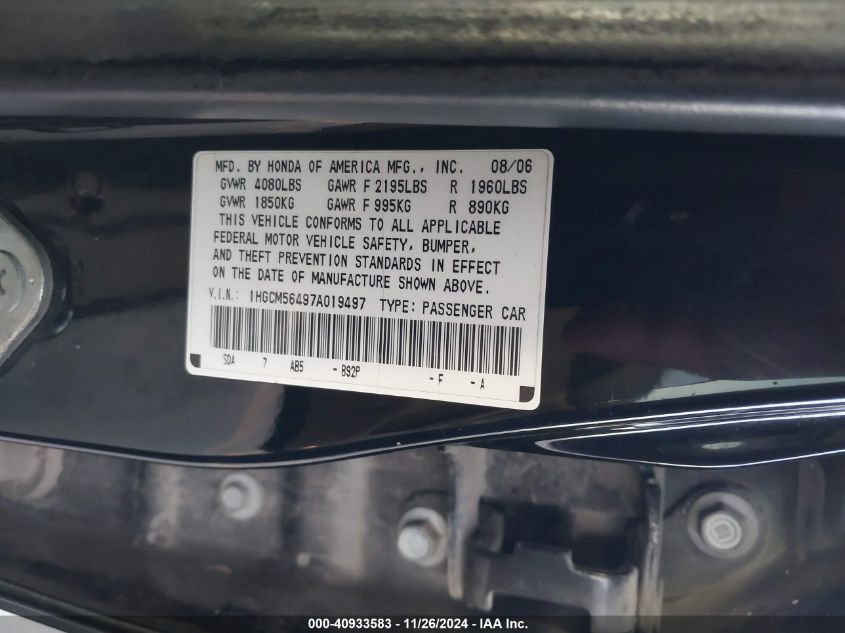 MFD. BY HONDA OF AMERICA MFG., INC. 08/06
GVWR 4080LBS GAWR F 2195LBS R 1960LBS
GVWR 1850KG GAWR F 995KG R 890KG
THIS VEHICLE CONFORMS TO ALL APPLICABLE
FEDERAL MOTOR VEHICLE SAFETY, BUMPER,
AND THEFT PREVENTION STANDARDS IN EFFECT
ON THE DATE OF MANUFACTURE SHOWN ABOVE.
V.I.N.: 1HGCM56497A019497 TYPE: PASSENGER CAR
SDA 7 AB5 - B92P - F - A
000-40933583 - 11/26/2024 - IAA Inc.